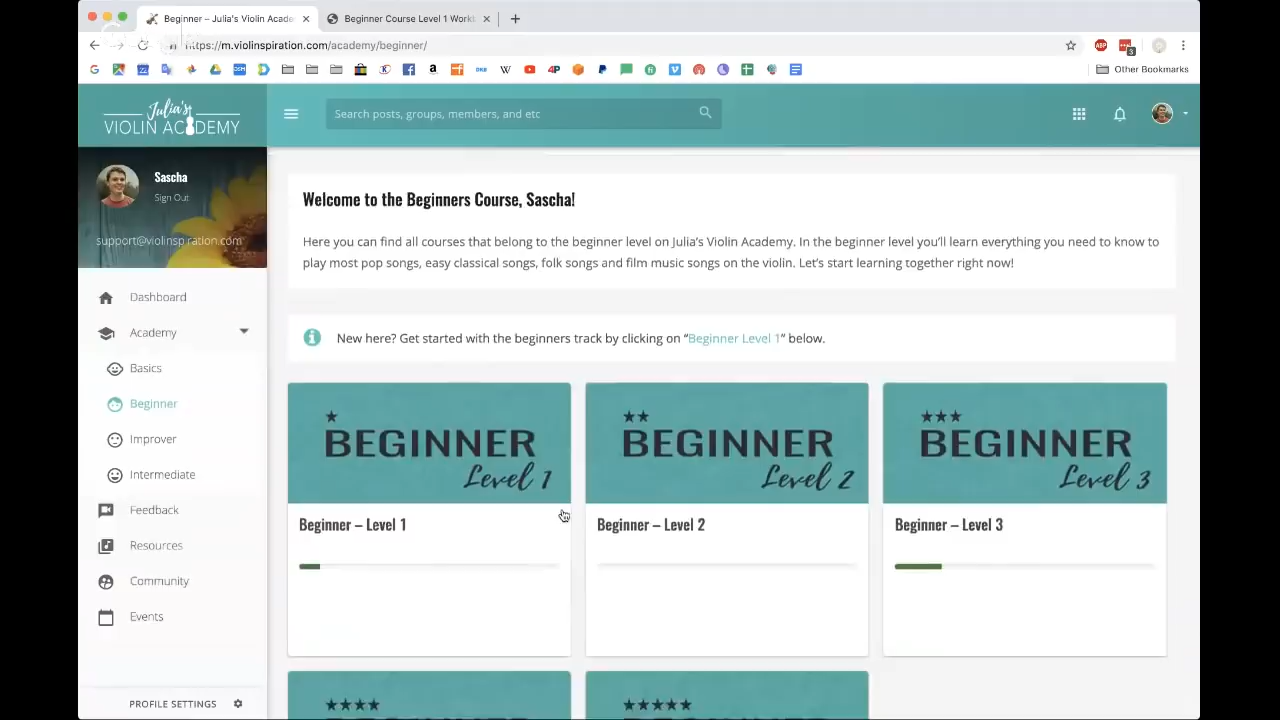 Beginner – Julia's Violin Acade
Beginner Course Level 1 Workb
https://m.violinspiration.com/academy/beginner/
Other Bookmarks
Julia's
VIOLIN ACADEMY
Search posts, groups, members, and etc
Sascha
Sign Out
support@violinspiration.com
Dashboard
Academy
Basics
Beginner
Improver
Intermediate
Feedback
Resources
Community
Events
PROFILE SETTINGS
Welcome to the Beginners Course, Sascha!
Here you can find all courses that belong to the beginner level on Julia's Violin Academy. In the beginner level you'll learn everything you need to know to
play most pop songs, easy classical songs, folk songs and film music songs on the violin. Let's start learning together right now!
New here? Get started with the beginners track by clicking on “Beginner Level 1” below.
BEGINNER
Level 1
Beginner – Level 1
BEGINNER
Level 2
Beginner – Level 2
BEGINNER
Level 3
Beginner – Level 3